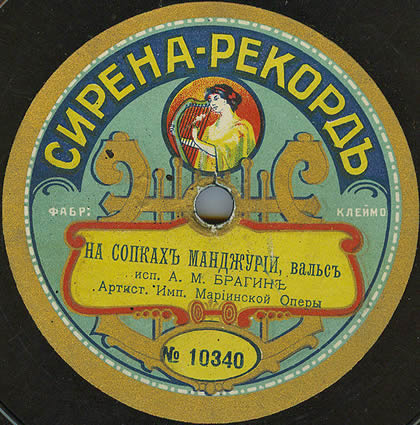 СИРЕНА-РЕКОРДЪ
ФАБР: КЛЕЙМО
НА СОПКАХЪ МАНДЖУРІИ, ВАЛЬСЪ
исп. А. М. БРАГИНЪ
Артист. Имп. Маріинской Оперы
№ 10340